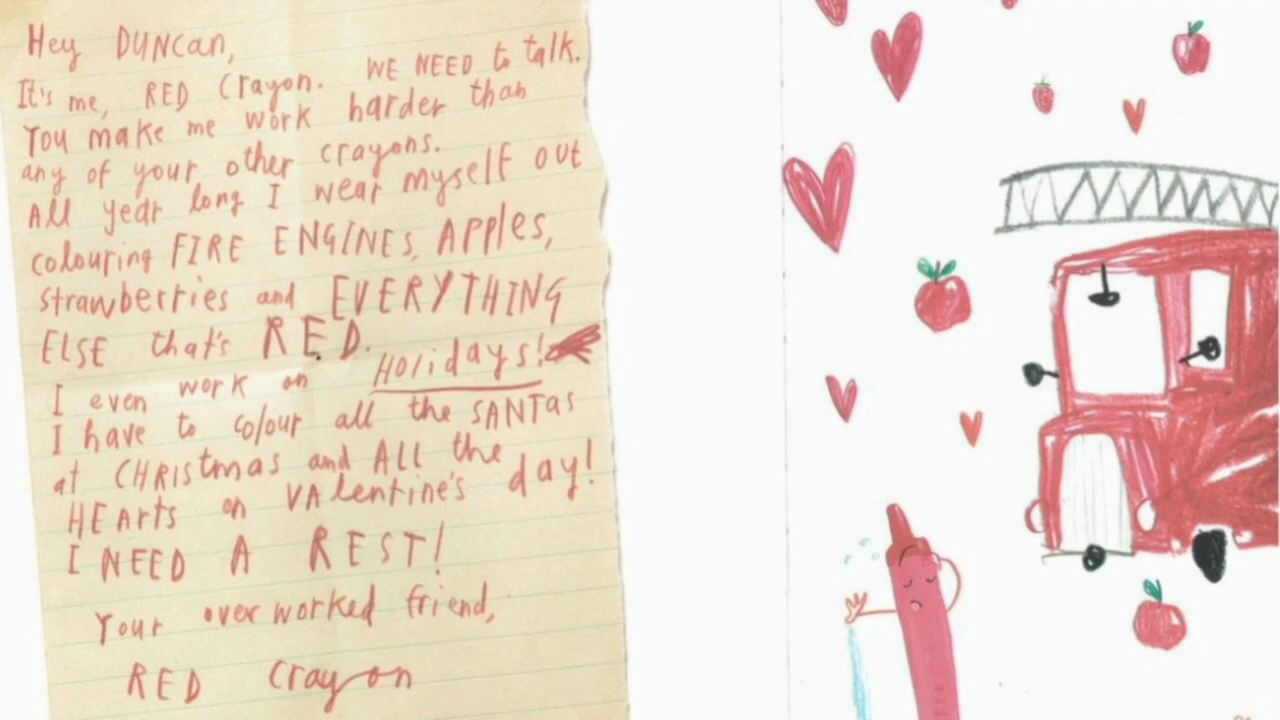 Hey DUNCan,
It's me, RED Crayon. WE NEED to talk.
You make me work harder than
any of your other crayons.
All year long I wear myself out
colouring FIRE ENGINES, Apples,
strawberries and EVERYTHING
ELSE that's RED.
I even work on Holidays!
I have to colour all the SANTas
at CHRistmas and ALL the
HEArts on VAlentine's day!
I NEED A REST!
Your overworked friend,
RED Crayon